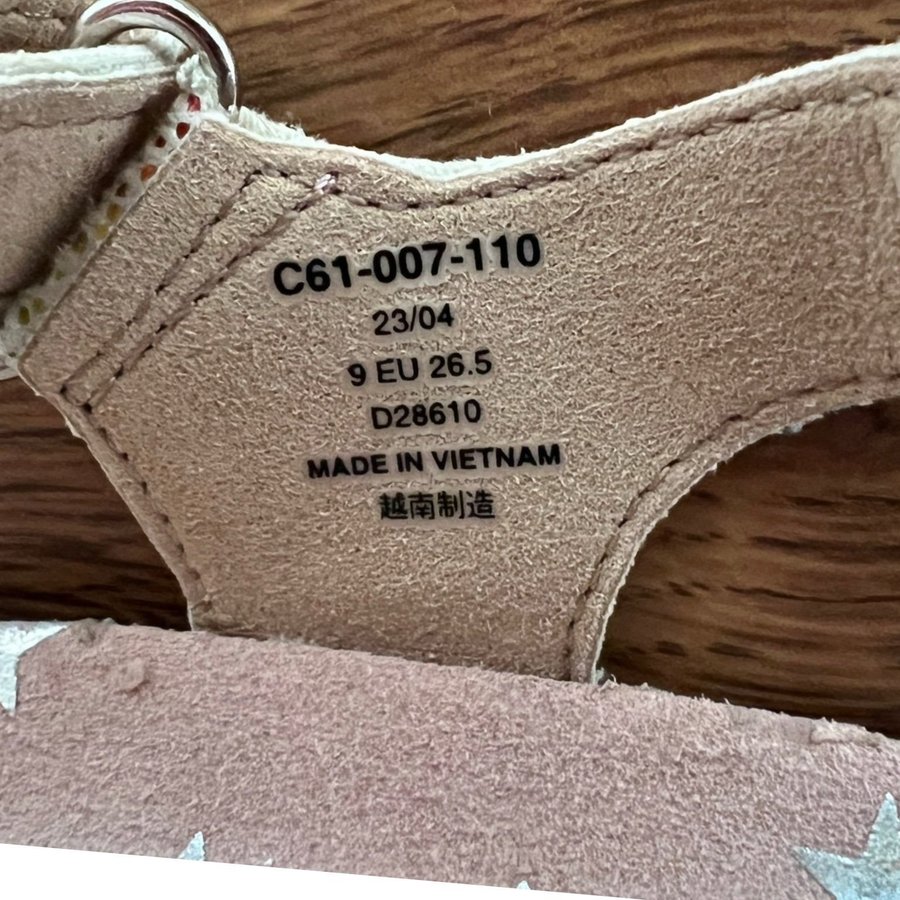 C61-007-110
23/04
9 EU 26.5
D28610
MADE IN VIETNAM
越南制造